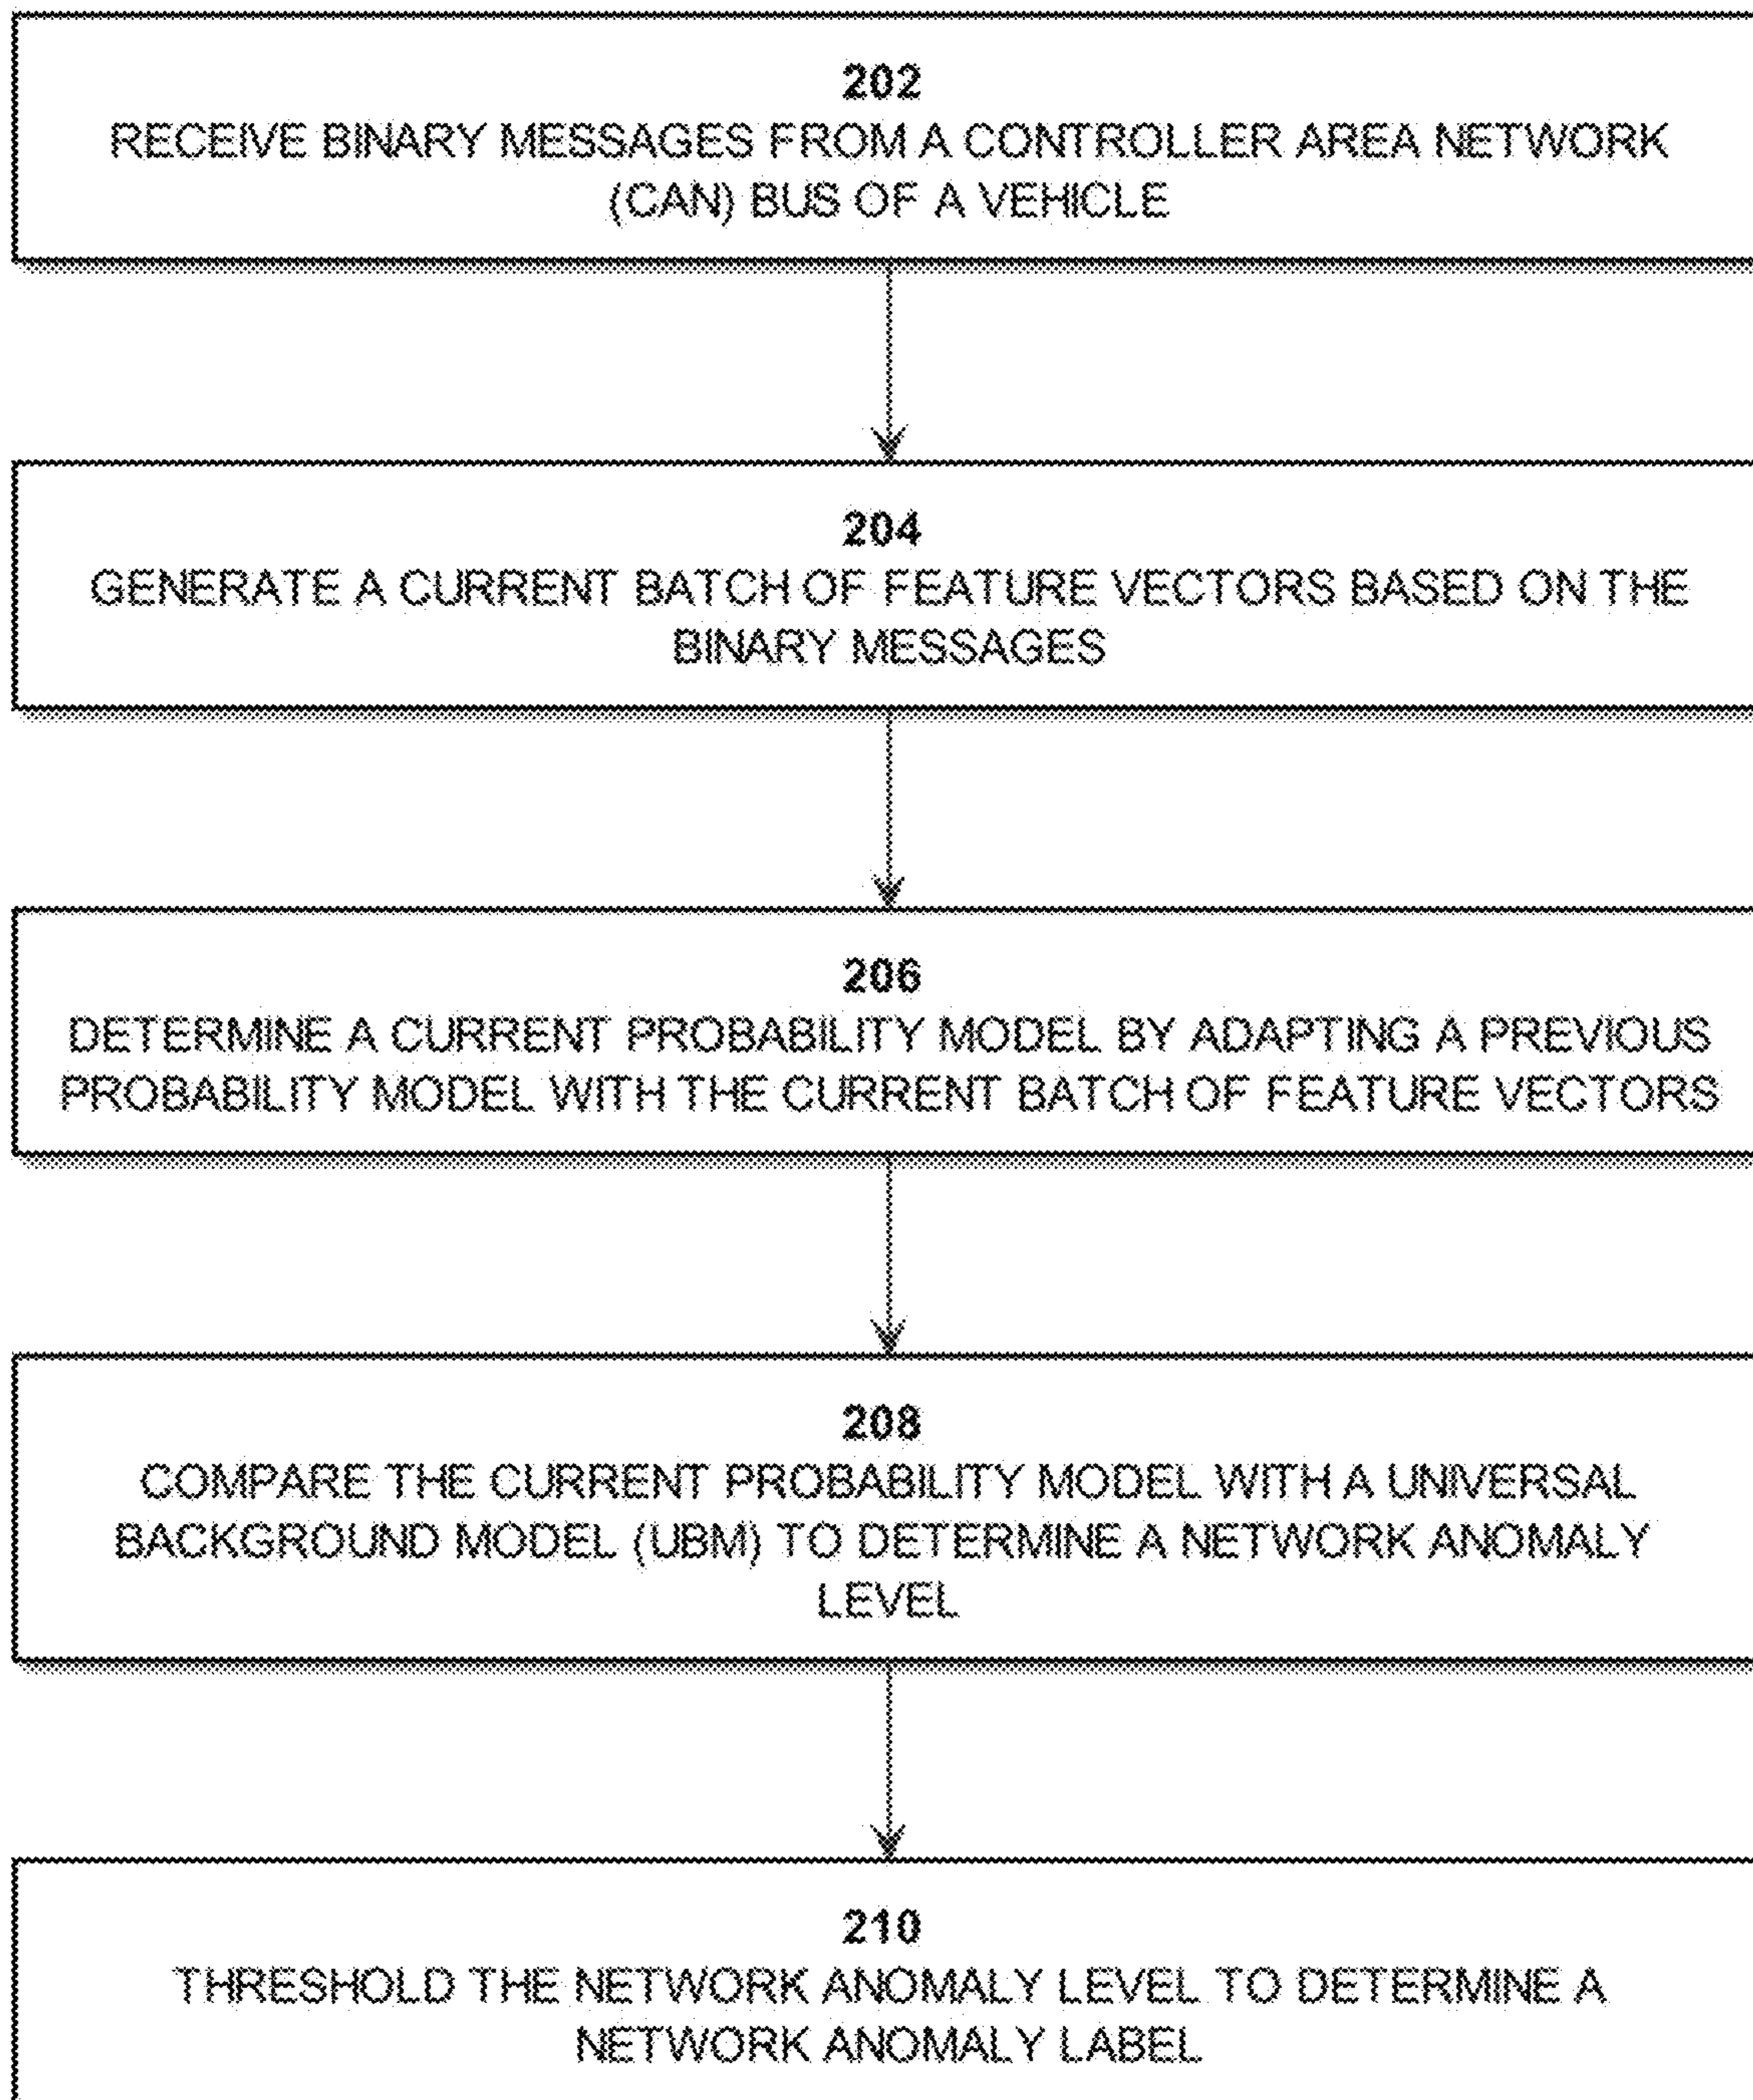 202
RECEIVE BINARY MESSAGES FROM A CONTROLLER AREA NETWORK
(CAN) BUS OF A VEHICLE
204
GENERATE A CURRENT BATCH OF FEATURE VECTORS BASED ON THE
BINARY MESSAGES
206
DETERMINE A CURRENT PROBABILITY MODEL BY ADAPTING A PREVIOUS
PROBABILITY MODEL WITH THE CURRENT BATCH OF FEATURE VECTORS
208
COMPARE THE CURRENT PROBABILITY MODEL WITH A UNIVERSAL
BACKGROUND MODEL (UBM) TO DETERMINE A NETWORK ANOMALY
LEVEL
210
THRESHOLD THE NETWORK ANOMALY LEVEL TO DETERMINE A
NETWORK ANOMALY LABEL